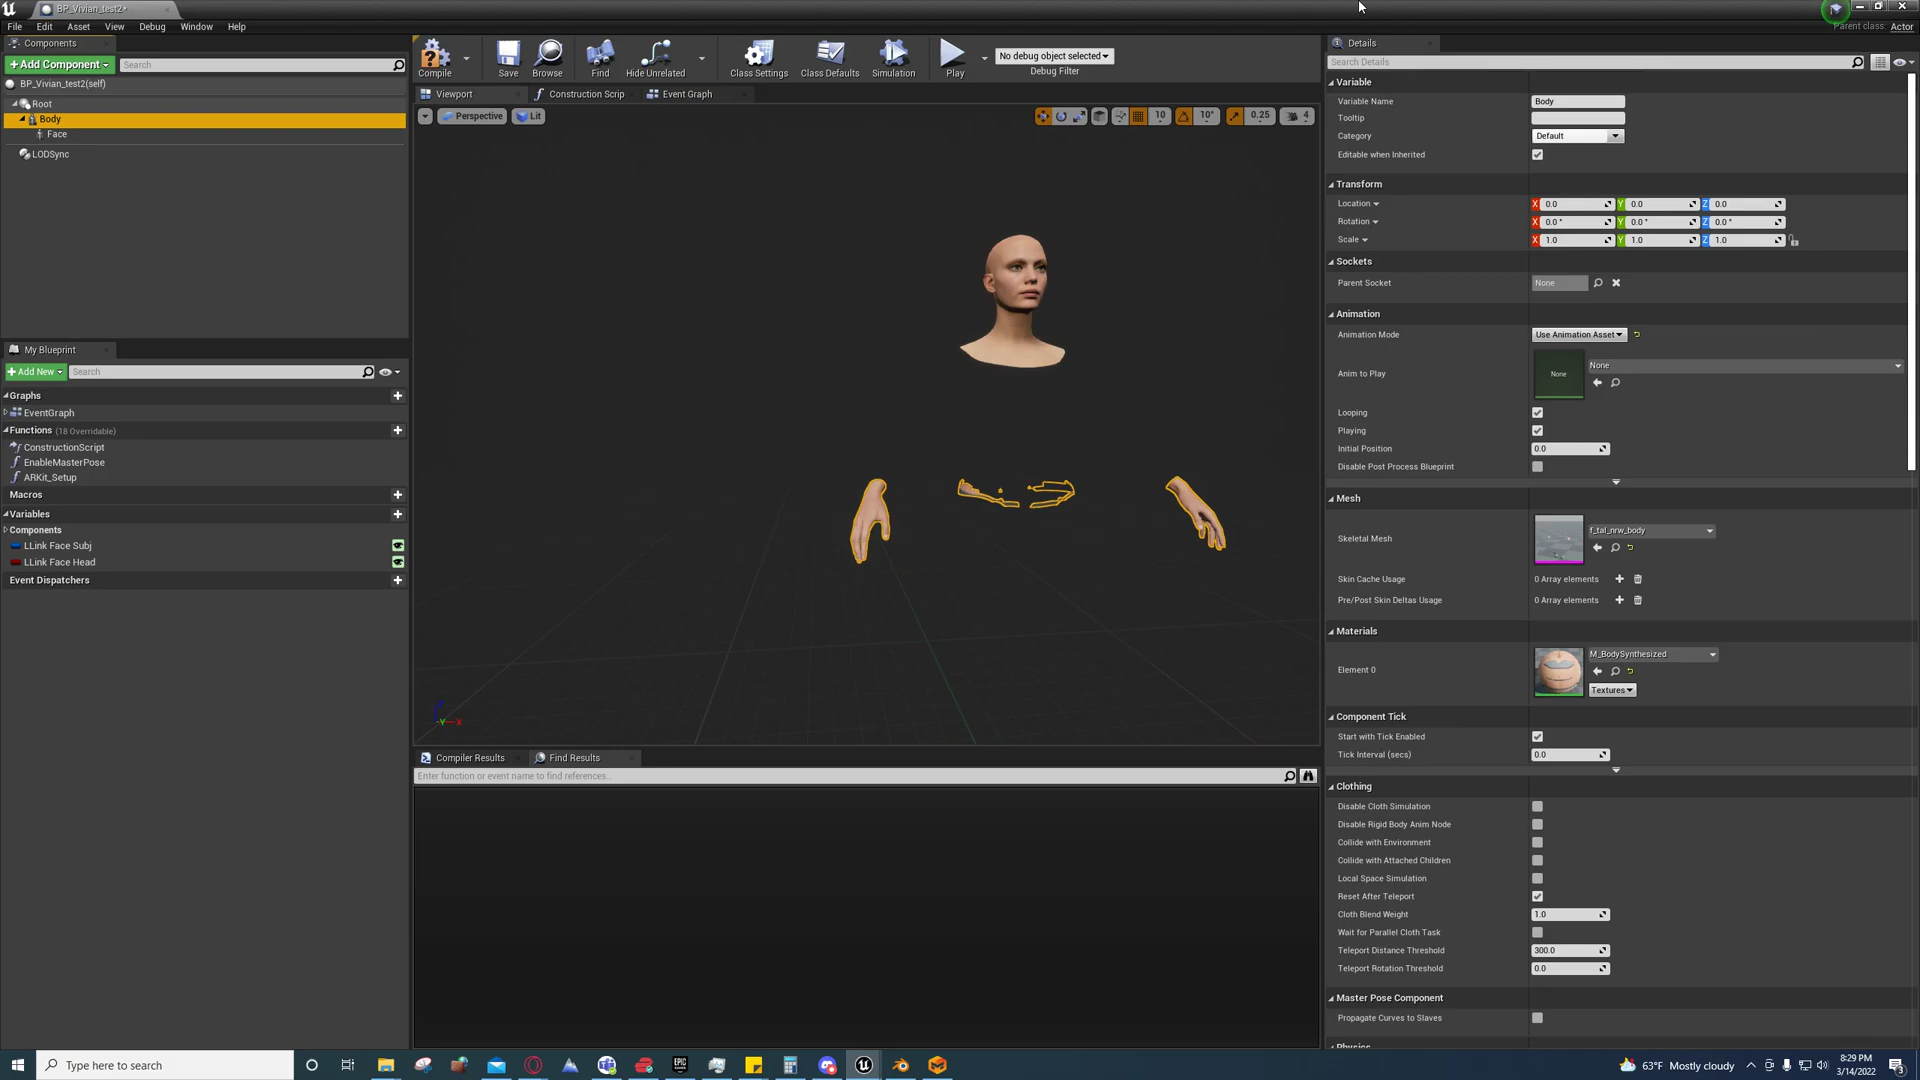 BP_Vivian_test2*
File Edit Asset View Debug Window Help
Parent class: Actor
Components
+Add Component Search
BP_Vivian_test2(self)
Root
Body
Face
LODSync
My Blueprint
+Add New Search
Graphs
EventGraph
Functions (18 Overridable)
ConstructionScript
EnableMasterPose
ARKit_Setup
Macros
Variables
Components
LLink Face Subj
LLink Face Head
Event Dispatchers
Compile Save Browse Find Hide Unrelated Class Settings Class Defaults Simulation Play
No debug object selected
Debug Filter
Viewport Construction Scrip Event Graph
Perspective Lit 10 10° 0.25 4
Y X
Compiler Results Find Results
Enter function or event name to find references...
Details
Search Details
Variable
Variable Name Body
Tooltip
Category Default
Editable when Inherited
Transform
Location X 0.0 Y 0.0 Z 0.0
Rotation X 0.0 ° Y 0.0 ° Z 0.0 °
Scale X 1.0 Y 1.0 Z 1.0
Sockets
Parent Socket None
Animation
Animation Mode Use Animation Asset
Anim to Play None None
Looping
Playing
Initial Position 0.0
Disable Post Process Blueprint
Mesh
Skeletal Mesh f_tal_nrw_body
Skin Cache Usage 0 Array elements
Pre/Post Skin Deltas Usage 0 Array elements
Materials
Element 0 M_BodySynthesized
Textures
Component Tick
Start with Tick Enabled
Tick Interval (secs) 0.0
Clothing
Disable Cloth Simulation
Disable Rigid Body Anim Node
Collide with Environment
Collide with Attached Children
Local Space Simulation
Reset After Teleport
Cloth Blend Weight 1.0
Wait for Parallel Cloth Task
Teleport Distance Threshold 300.0
Teleport Rotation Threshold 0.0
Master Pose Component
Propagate Curves to Slaves
Physics
Type here to search
63°F Mostly cloudy
8:29 PM
3/14/2022